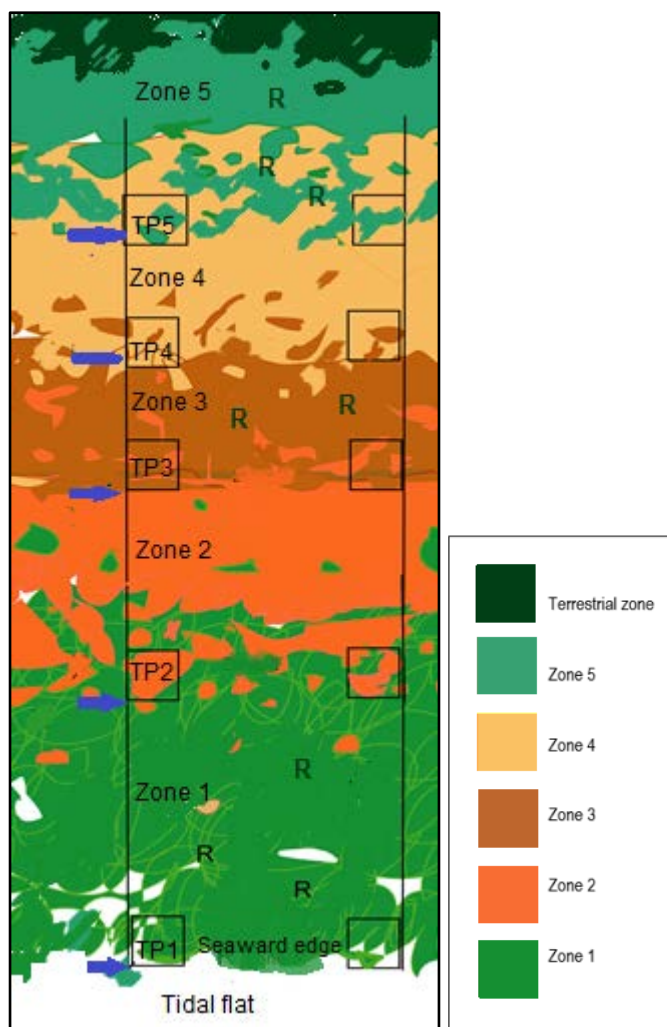 Zone 5
R
R
R
TP5
Zone 4
TP4
Zone 3
R
R
TP3
Zone 2
TP2
R
Zone 1
R
R
TP1 Seaward edge
Tidal flat
Terrestrial zone
Zone 5
Zone 4
Zone 3
Zone 2
Zone 1